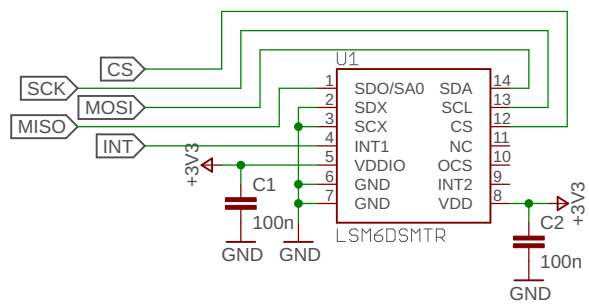 U1
CS
SCK
MOSI
MISO
INT
1 SDO/SA0 SDA 14
2 SDX SCL 13
3 SCX CS 12
4 INT1 NC 11
5 VDDIO OCS 10
6 GND INT2 9
7 GND VDD 8
+3V3
C1
100n
GND
GND
LSM6DSMTR
+3V3
C2
100n
GND